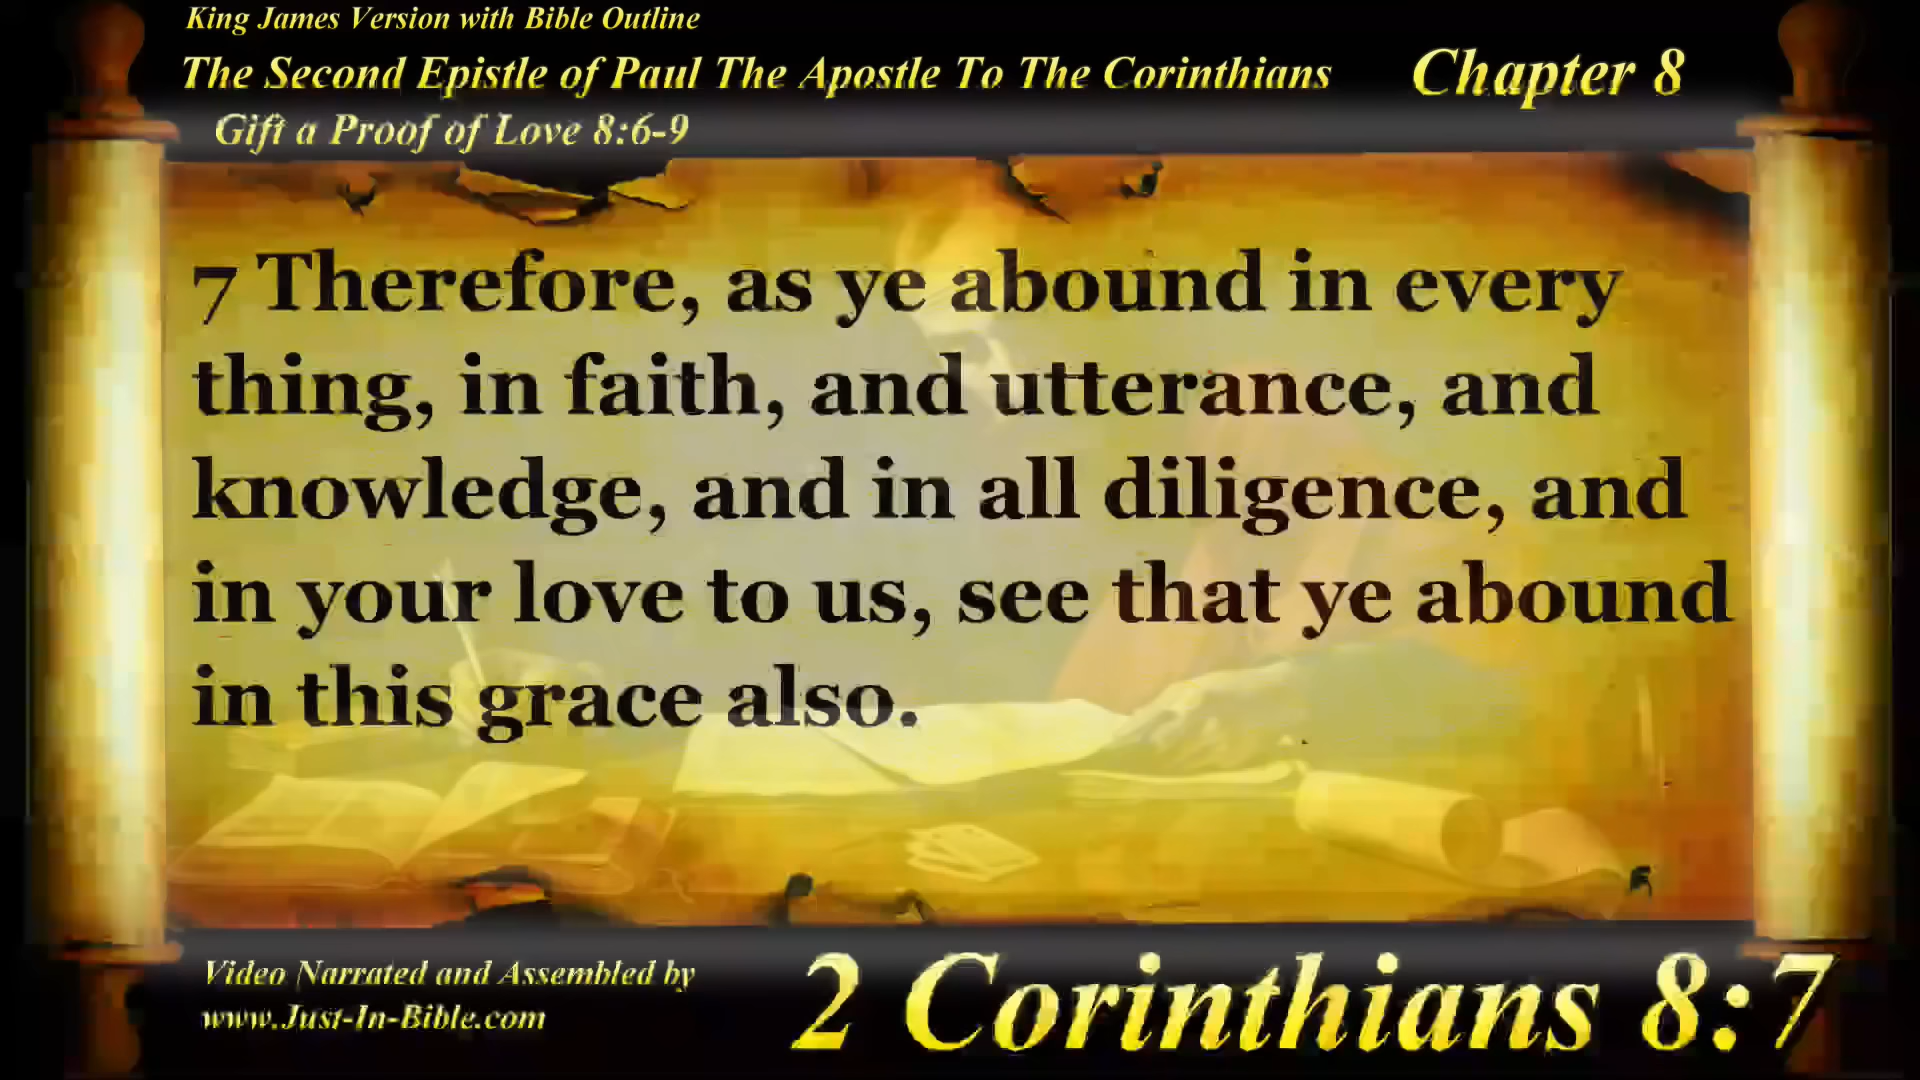 King James Version with Bible Outline
The Second Epistle of Paul The Apostle To The Corinthians Chapter 8
Gift a Proof of Love 8:6-9
7 Therefore, as ye abound in every
thing, in faith, and utterance, and
knowledge, and in all diligence, and
in your love to us, see that ye abound
in this grace also.
Video Narrated and Assembled by
www.Just-In-Bible.com
2 Corinthians 8:7